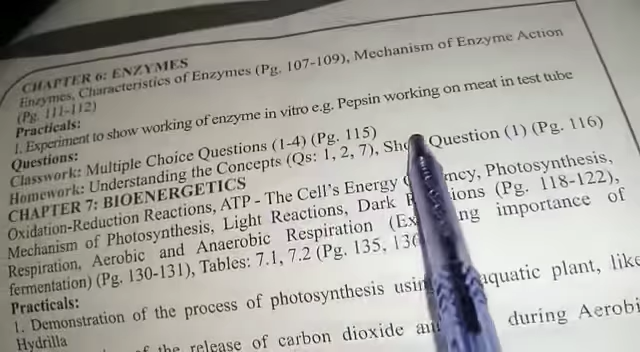 CHAPTER 6: ENZYMES
Enzymes, Characteristics of Enzymes (Pg. 107-109), Mechanism of Enzyme Action
(Pg. 111-112)
Practicals:
1. Experiment to show working of enzyme in vitro e.g. Pepsin working on meat in test tube
Questions:
Classwork: Multiple Choice Questions (1-4) (Pg. 115)
Homework: Understanding the Concepts (Qs: 1, 2, 7), Question (1) (Pg. 116)
CHAPTER 7: BIOENERGETICS
Oxidation-Reduction Reactions, ATP - The Cell's Energy Photosynthesis,
Mechanism of Photosynthesis, Light Reactions, Dark (Pg. 118-122),
Respiration, Aerobic and Anaerobic Respiration importance of
fermentation) (Pg. 130-131), Tables: 7.1, 7.2 (Pg. 135,
Practicals:
1. Demonstration of the process of photosynthesis aquatic plant, like
Hydrilla
the release of carbon dioxide during